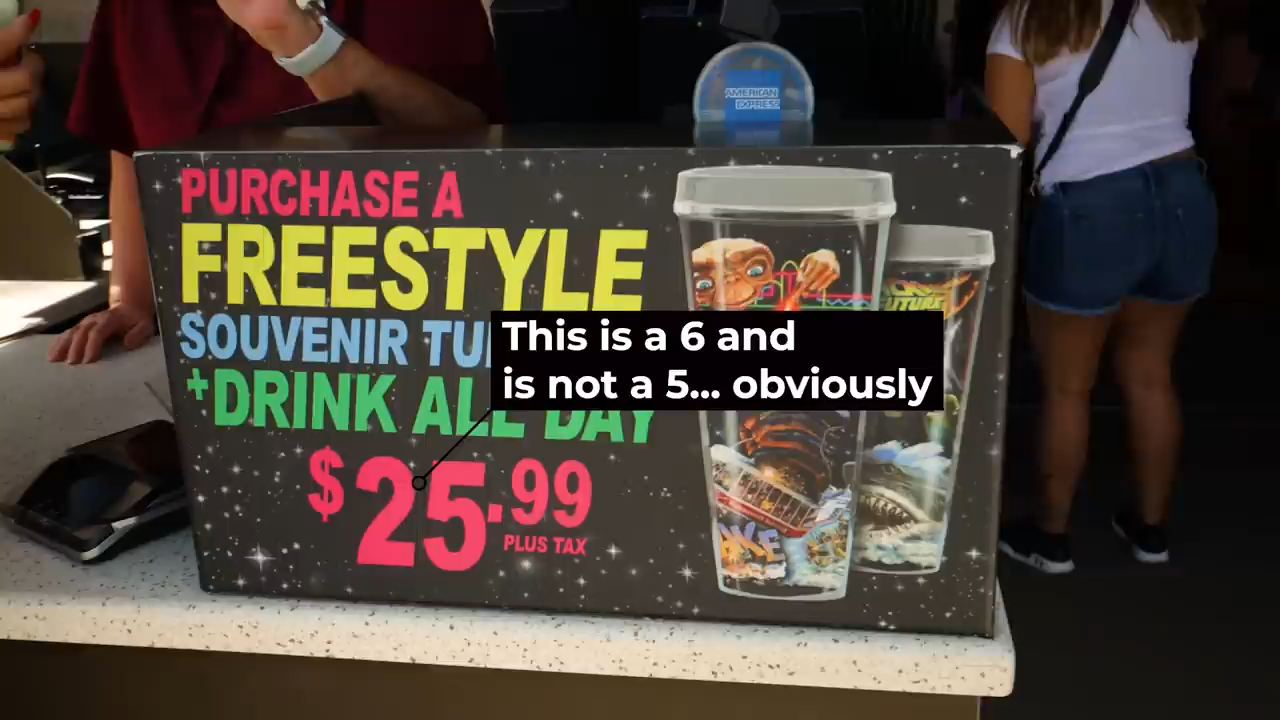 AMERICAN
EXPRESS
PURCHASE A
FREESTYLE
SOUVENIR
+DRINK ALL DAY
$25.99
PLUS TAX
This is a 6 and
is not a 5... obviously
FUTURE